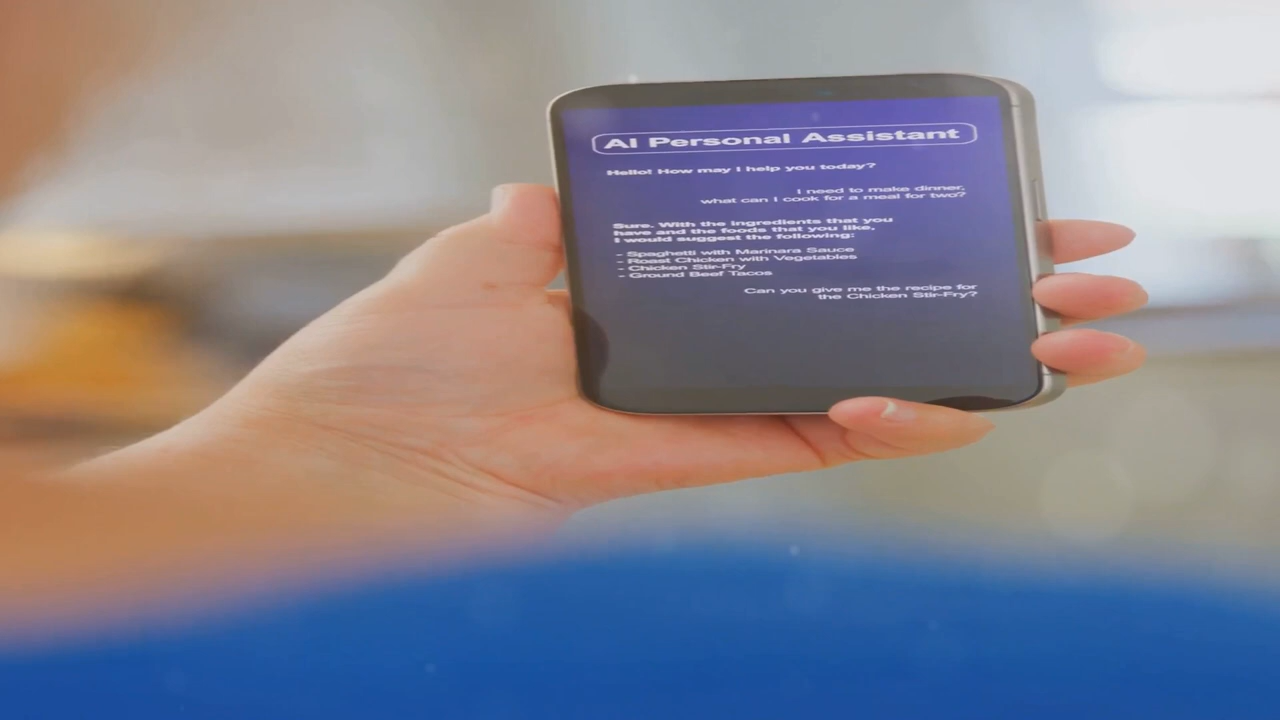 AI Personal Assistant
Hello! How may I help you today?
I need to make dinner,
what can I cook for a meal for two?
Sure. With the ingredients that you
have and the foods that you like,
I would suggest the following:
- Spaghetti with Marinara Sauce
- Roast Chicken with Vegetables
- Chicken Stir-Fry
- Ground Beef Tacos
Can you give me the recipe for
the Chicken Stir-Fry?